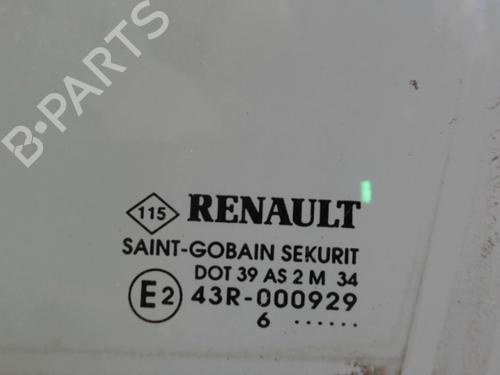 B-PARTS
115 RENAULT
SAINT-GOBAIN SEKURIT
DOT 39 AS 2 M 34
E2 43R-000929
6 ......